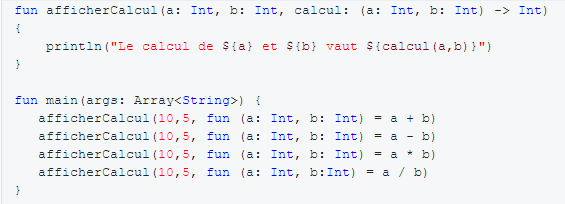 fun afficherCalcul(a: Int, b: Int, calcul: (a: Int, b: Int) -> Int)
{
    println("Le calcul de ${a} et ${b} vaut ${calcul(a,b)}")
}

fun main(args: Array<String>) {
   afficherCalcul(10,5, fun (a: Int, b: Int) = a + b)
   afficherCalcul(10,5, fun (a: Int, b: Int) = a - b)
   afficherCalcul(10,5, fun (a: Int, b: Int) = a * b)
   afficherCalcul(10,5, fun (a: Int, b:Int) = a / b)
}